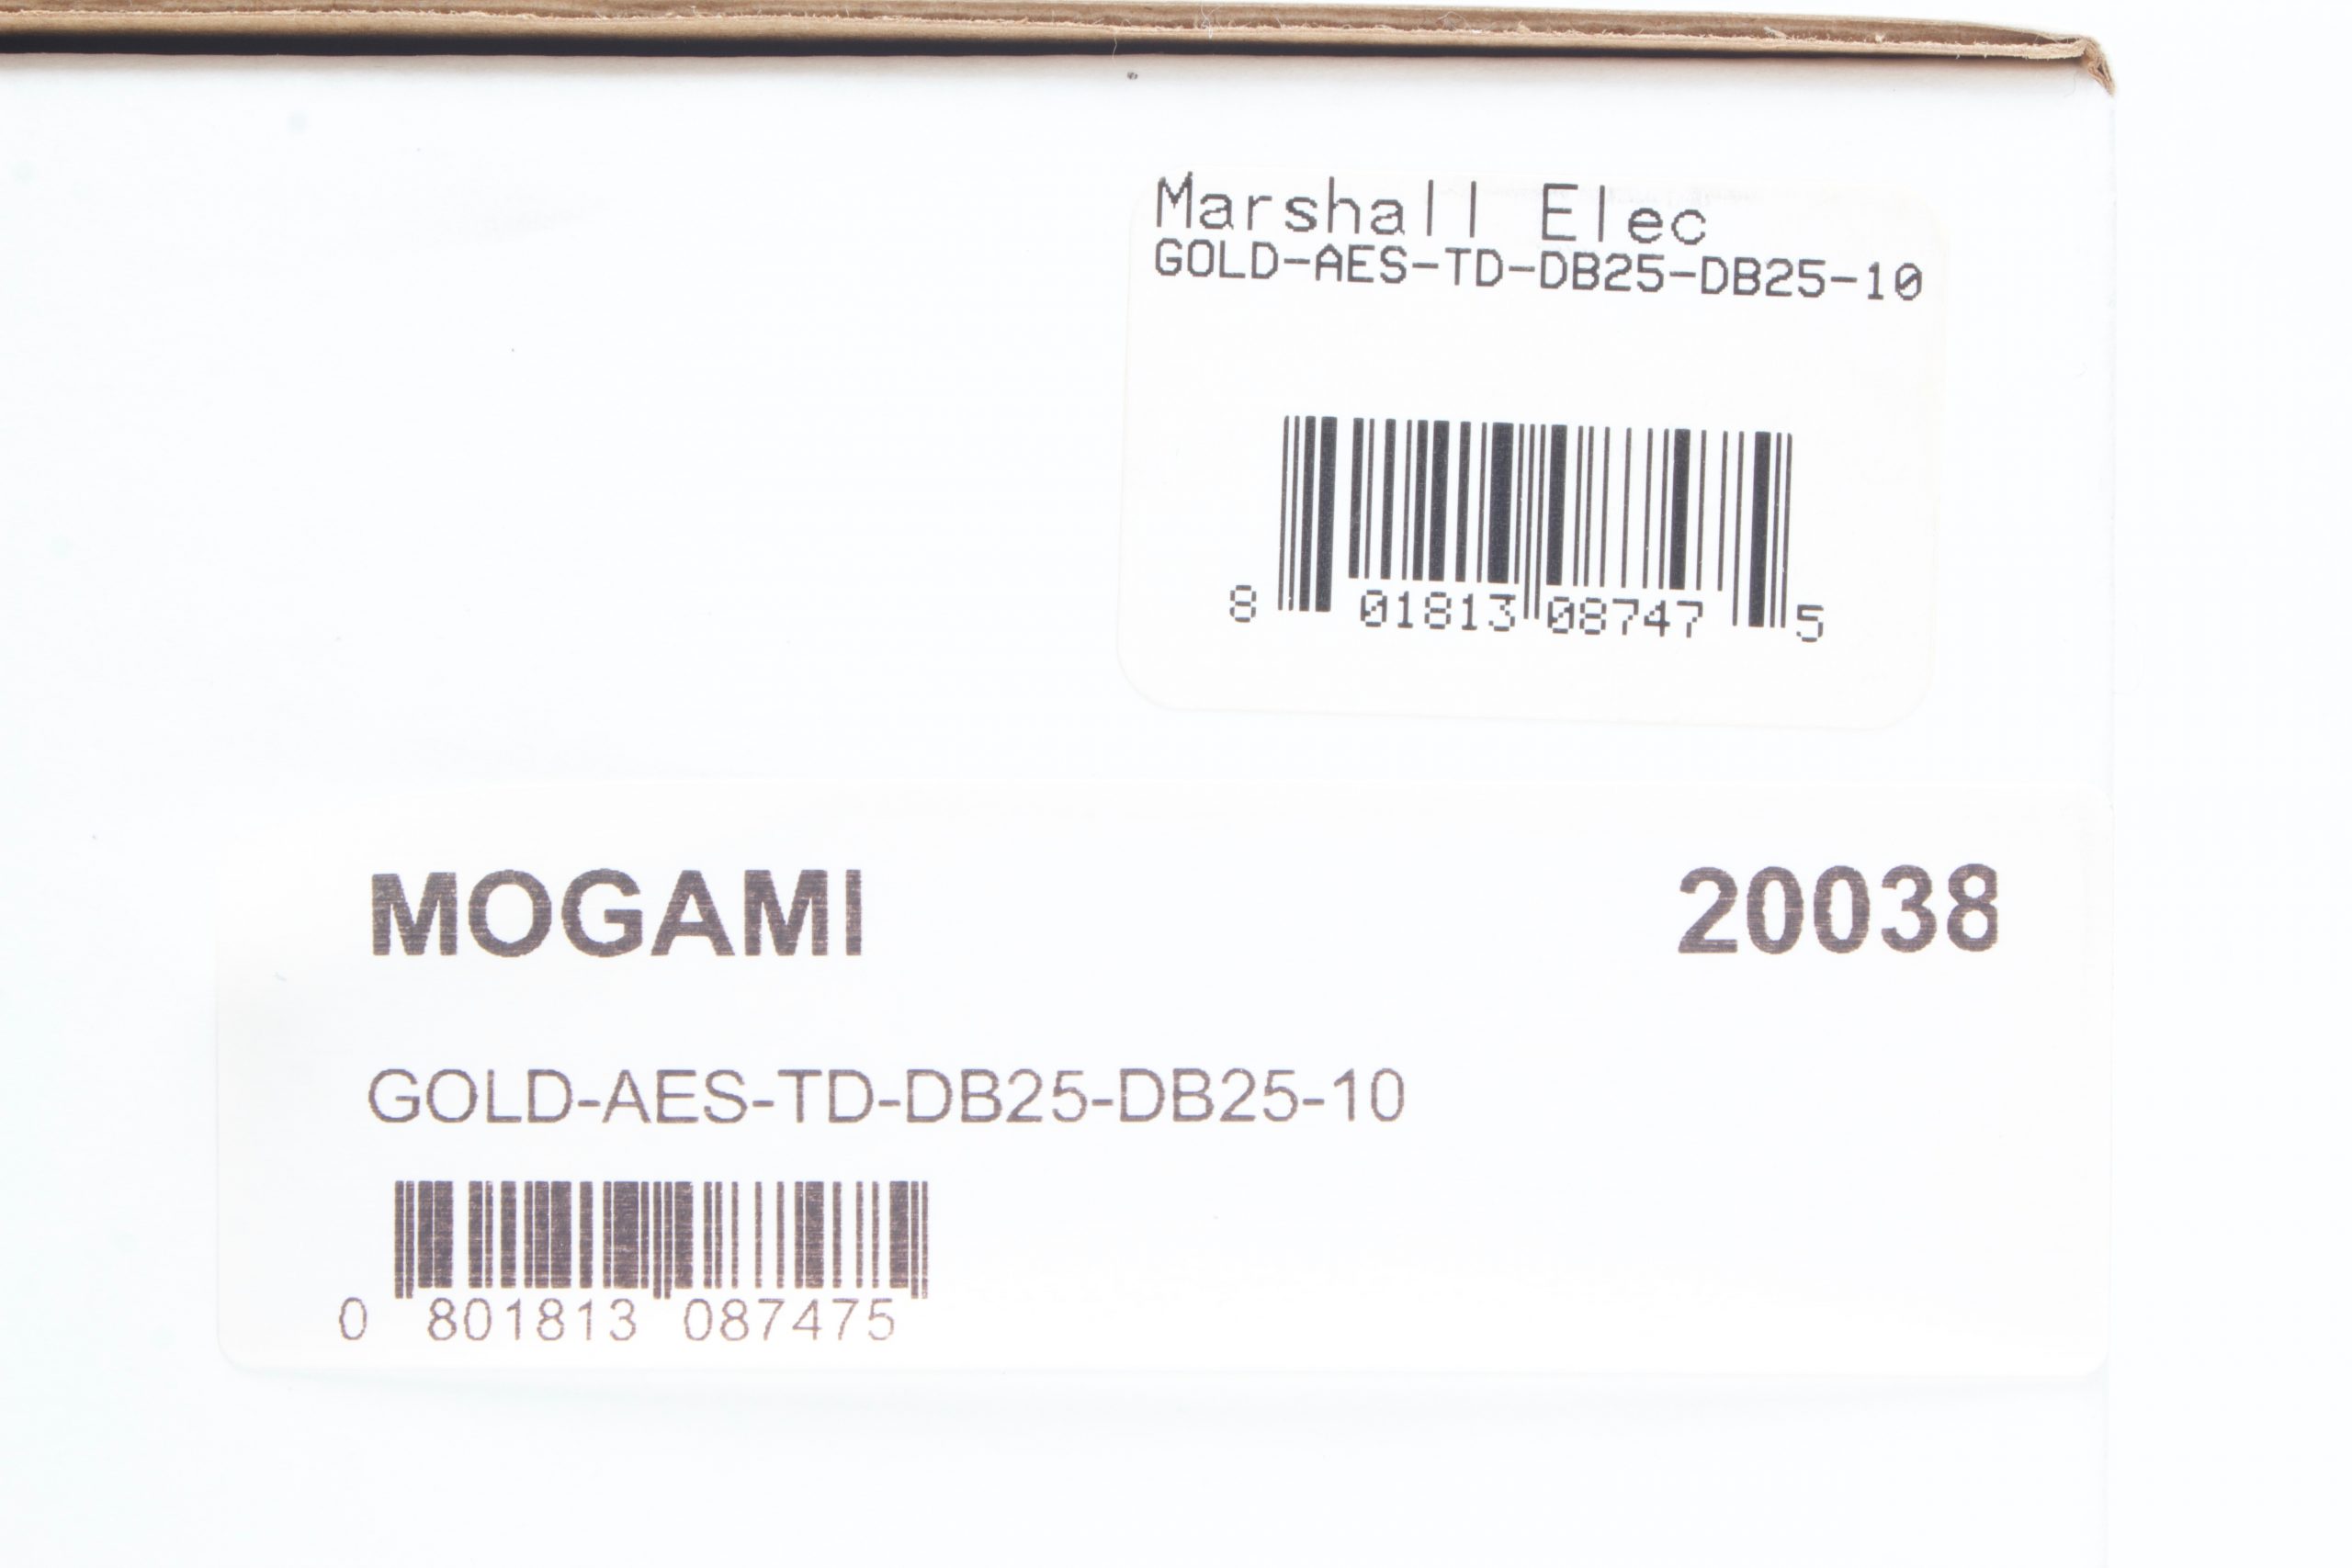 Marshall Elec
GOLD-AES-TD-DB25-DB25-10
8 01813 08747 5
MOGAMI 20038
GOLD-AES-TD-DB25-DB25-10
0 801813 087475